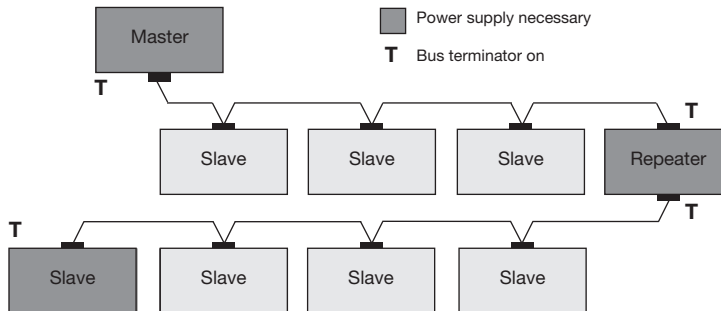 Master
Power supply necessary
T Bus terminator on
T
T
Slave Slave Slave Repeater
T
T
Slave Slave Slave Slave